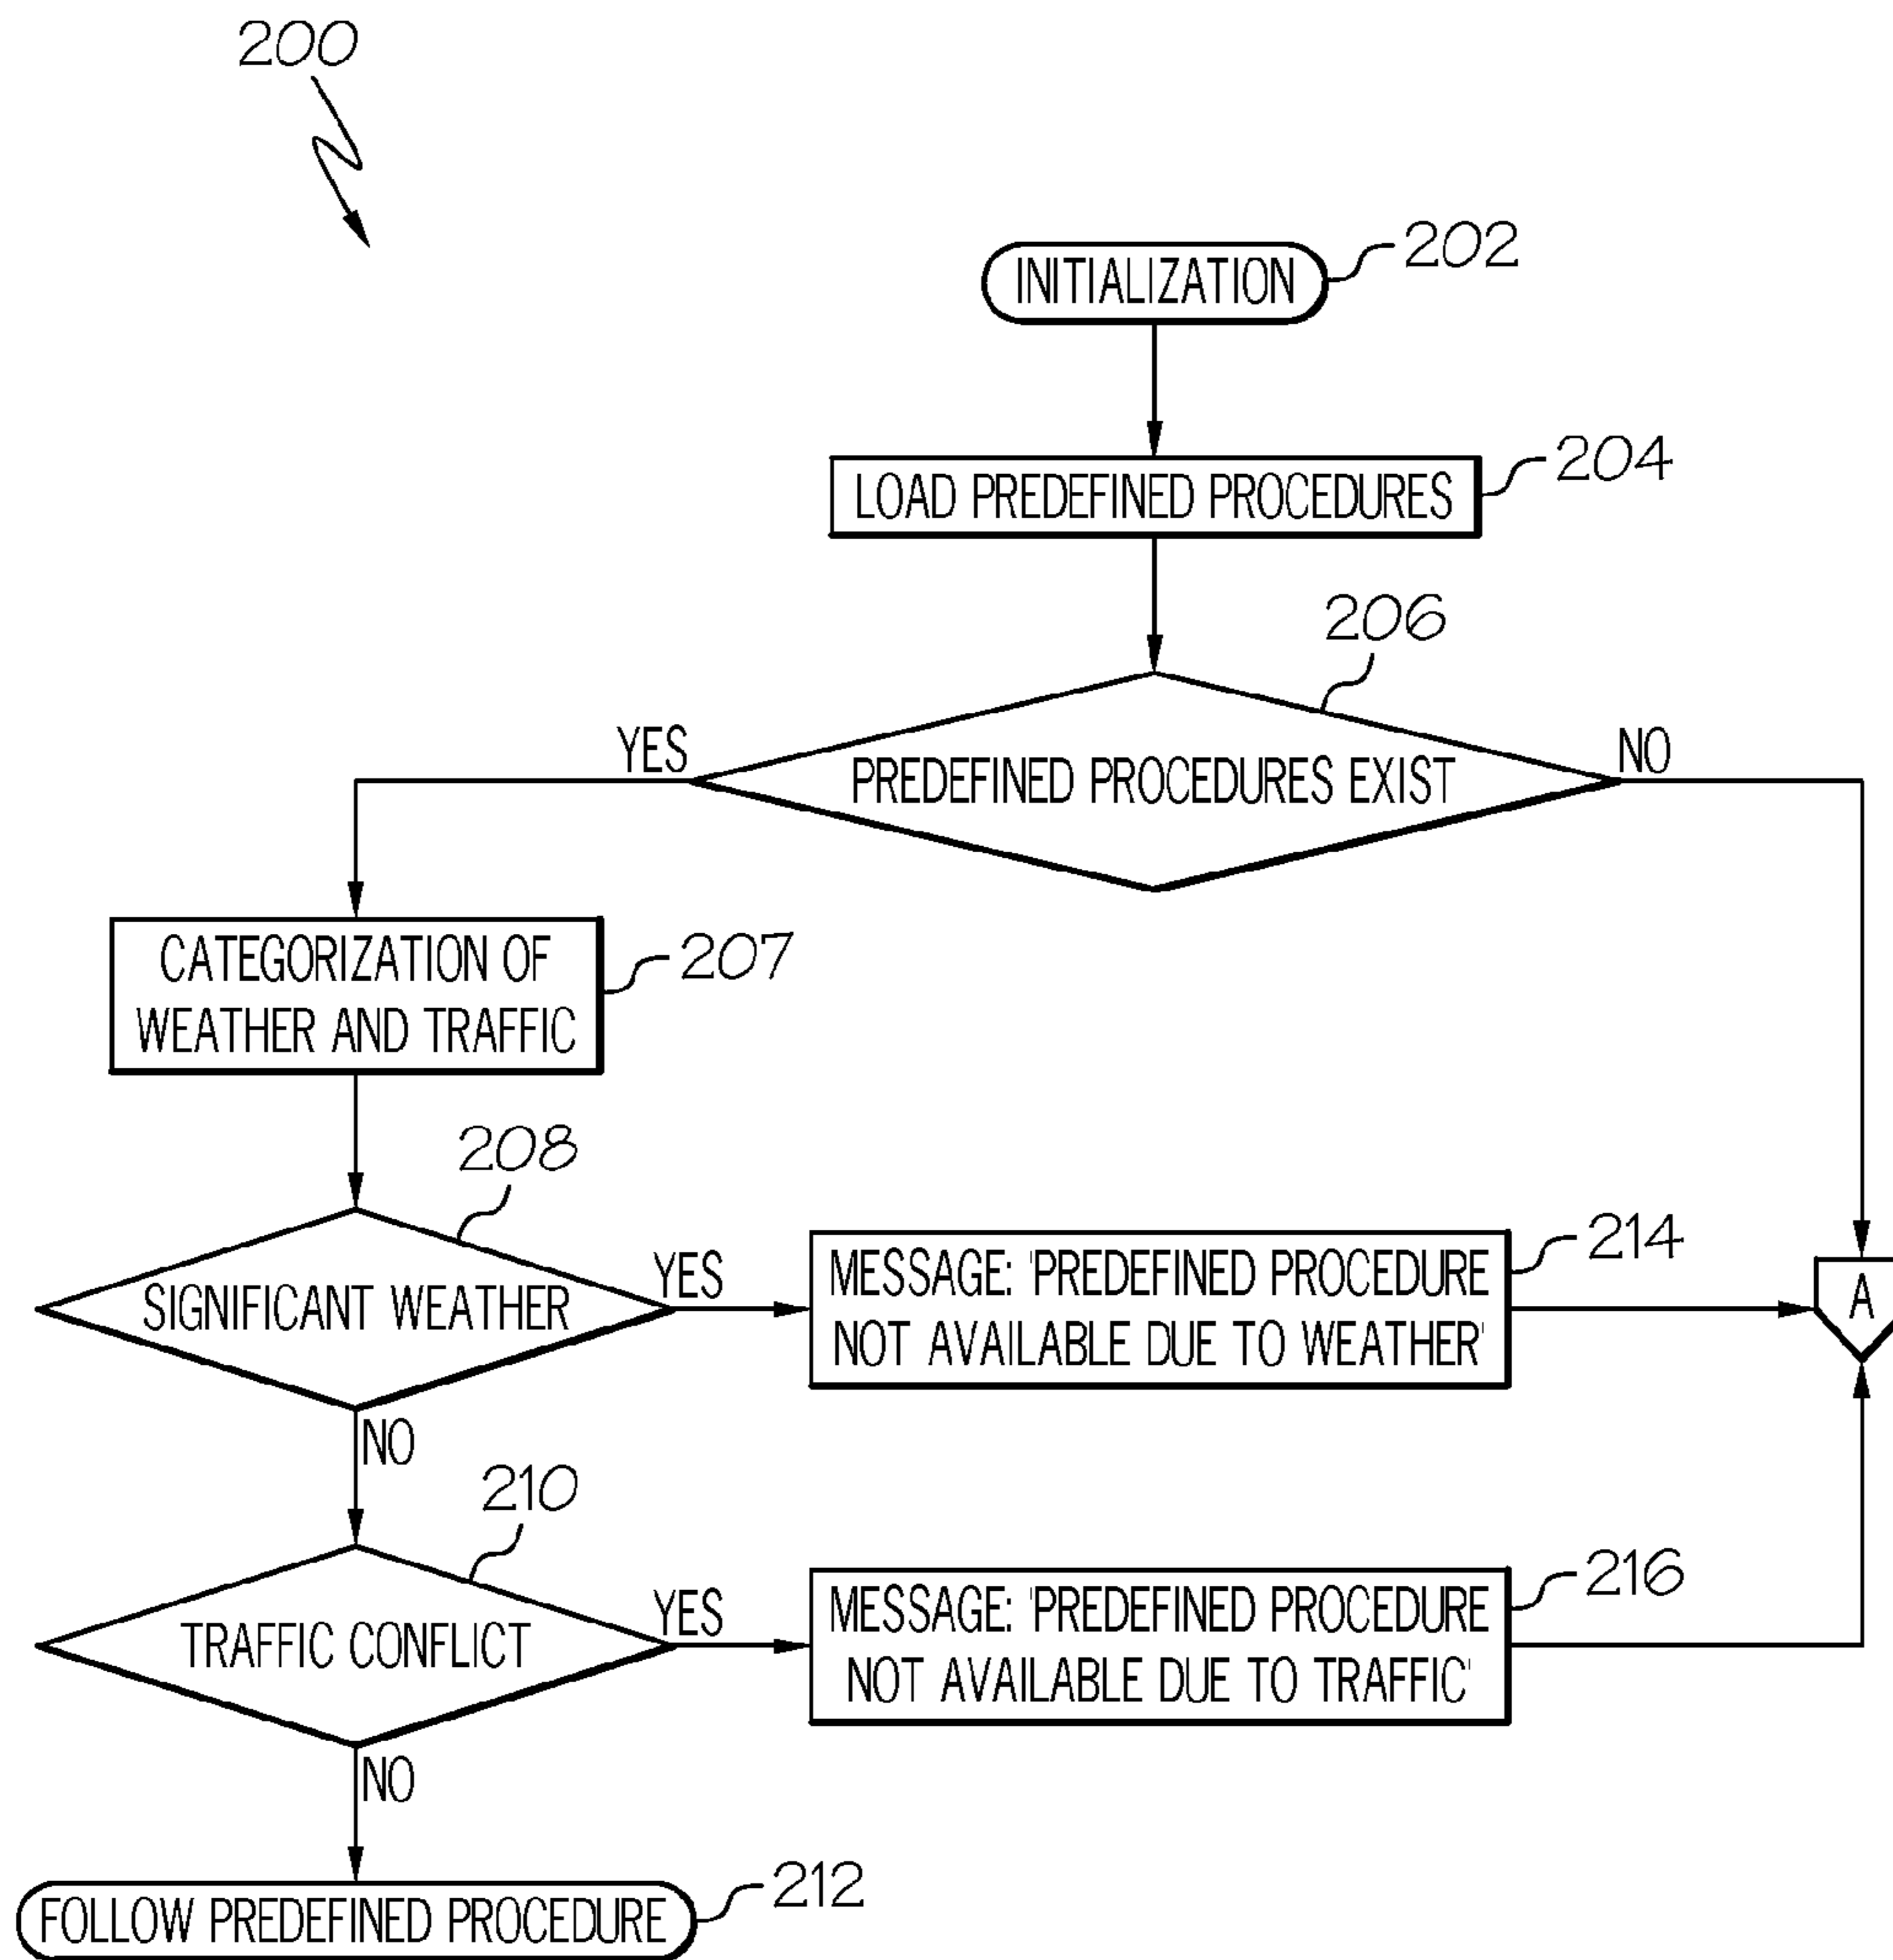 200
INITIALIZATION
202
LOAD PREDEFINED PROCEDURES
204
206
YES
PREDEFINED PROCEDURES EXIST
NO
CATEGORIZATION OF
WEATHER AND TRAFFIC
207
208
SIGNIFICANT WEATHER
YES
MESSAGE: 'PREDEFINED PROCEDURE
NOT AVAILABLE DUE TO WEATHER'
214
A
NO
210
TRAFFIC CONFLICT
YES
MESSAGE: 'PREDEFINED PROCEDURE
NOT AVAILABLE DUE TO TRAFFIC'
216
NO
FOLLOW PREDEFINED PROCEDURE
212